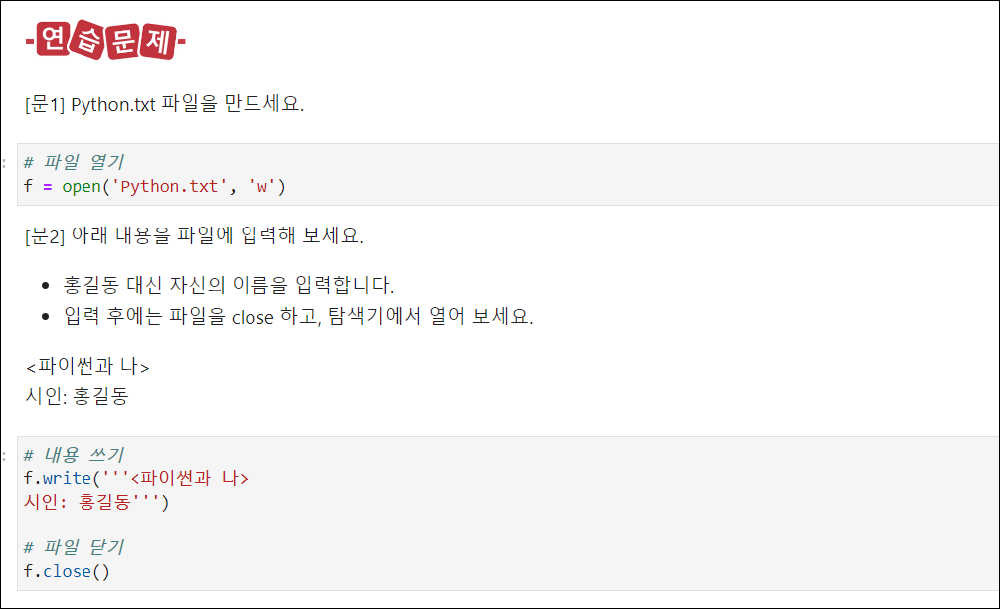 -연습문제-
[문1] Python.txt 파일을 만드세요.
# 파일 열기
f = open('Python.txt', 'w')
[문2] 아래 내용을 파일에 입력해 보세요.
• 홍길동 대신 자신의 이름을 입력합니다.
• 입력 후에는 파일을 close 하고, 탐색기에서 열어 보세요.
<파이썬과 나>
시인: 홍길동
# 내용 쓰기
f.write('''<파이썬과 나>
시인: 홍길동''')
# 파일 닫기
f.close()